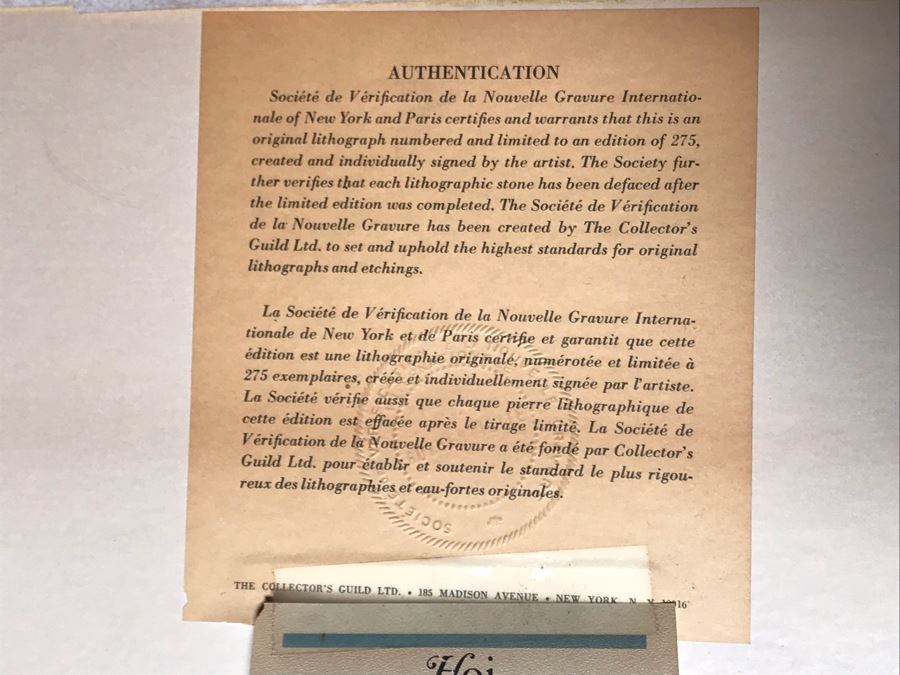 AUTHENTICATION
Société de Vérification de la Nouvelle Gravure Internatio-
nale of New York and Paris certifies and warrants that this is an
original lithograph numbered and limited to an edition of 275,
created and individually signed by the artist. The Society fur-
ther verifies that each lithographic stone has been defaced after
the limited edition was completed. The Société de Vérification
de la Nouvelle Gravure has been created by The Collector's
Guild Ltd. to set and uphold the highest standards for original
lithographs and etchings.
La Société de Vérification de la Nouvelle Gravure Interna-
tionale de New York et de Paris certifie et garantit que cette
édition est une lithographie originale, numérotée et limitée à
275 exemplaires, créée et individuellement signée par l'artiste.
La Société vérifie aussi que chaque pierre lithographique de
cette édition est effacée après le tirage limité. La Société de
Vérification de la Nouvelle Gravure a été fondé par Collector's
Guild Ltd. pour établir et soutenir le standard le plus rigou-
reux des lithographies et eau-fortes originales.
SOCIETE
THE COLLECTOR'S GUILD LTD. • 185 MADISON AVENUE • NEW YORK, N. Y.